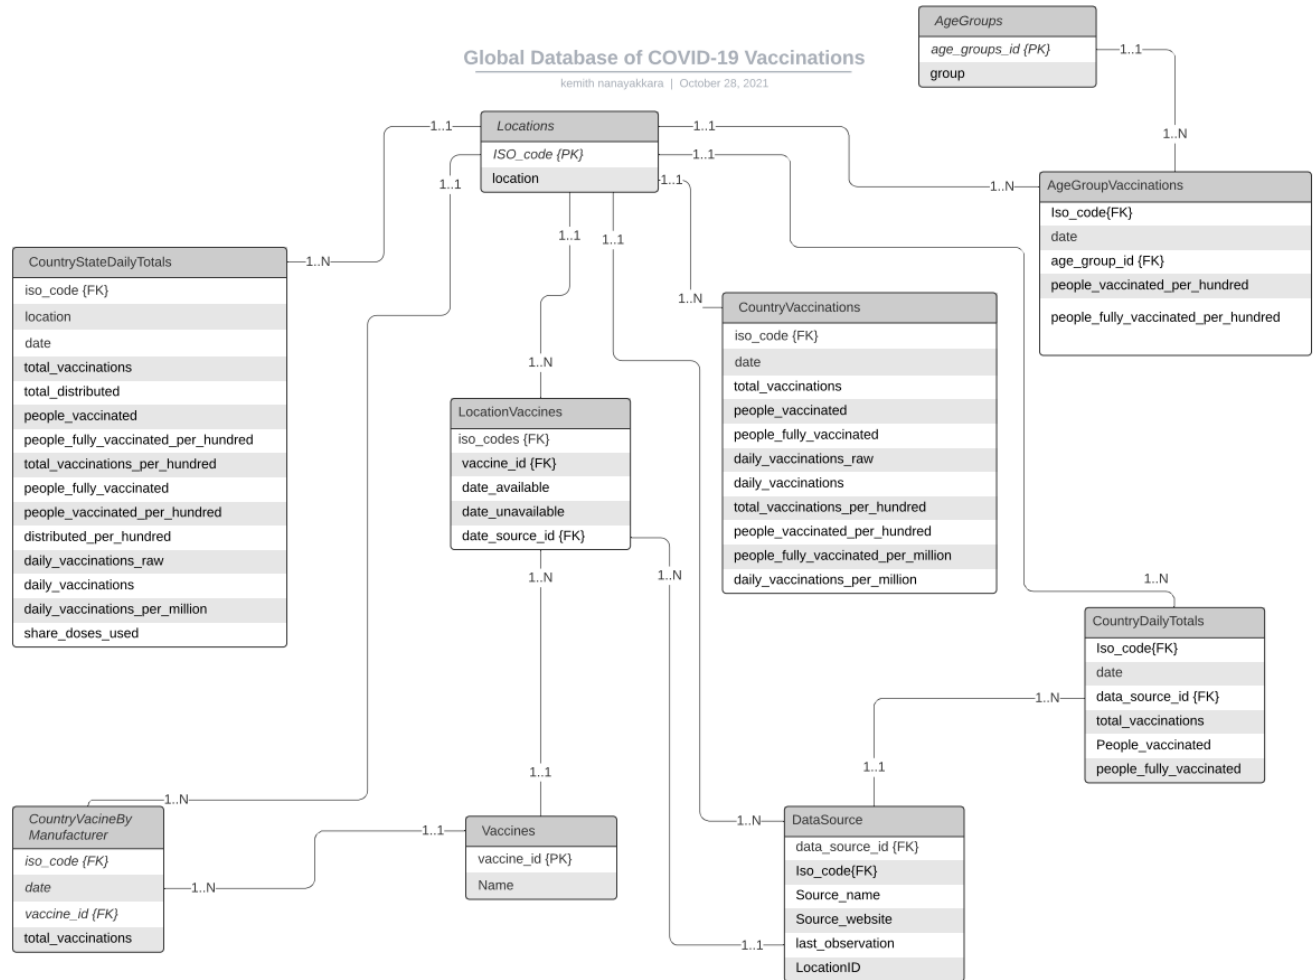 Global Database of COVID-19 Vaccinations
kemith nanayakkara | October 28, 2021
AgeGroups
age_groups_id {PK}
group
1..1
1..N
Locations
ISO_code {PK}
location
1..1
1..1
1..1
1..1
1..1
1..1
1..1
1..N
AgeGroupVaccinations
Iso_code{FK}
date
age_group_id {FK}
people_vaccinated_per_hundred
people_fully_vaccinated_per_hundred
1..N
CountryStateDailyTotals
iso_code {FK}
location
date
total_vaccinations
total_distributed
people_vaccinated
people_fully_vaccinated_per_hundred
total_vaccinations_per_hundred
people_fully_vaccinated
people_vaccinated_per_hundred
distributed_per_hundred
daily_vaccinations_raw
daily_vaccinations
daily_vaccinations_per_million
share_doses_used
1..N
CountryVaccinations
iso_code {FK}
date
total_vaccinations
people_vaccinated
people_fully_vaccinated
daily_vaccinations_raw
daily_vaccinations
total_vaccinations_per_hundred
people_vaccinated_per_hundred
people_fully_vaccinated_per_million
daily_vaccinations_per_million
1..N
LocationVaccines
iso_codes {FK}
vaccine_id {FK}
date_available
date_unavailable
date_source_id {FK}
1..N
1..N
1..N
CountryDailyTotals
Iso_code{FK}
date
data_source_id {FK}
total_vaccinations
People_vaccinated
people_fully_vaccinated
1..N
1..1
1..1
1..N
CountryVacineBy
Manufacturer
iso_code {FK}
date
vaccine_id {FK}
total_vaccinations
1..N
1..1
Vaccines
vaccine_id {PK}
Name
1..N
DataSource
data_source_id {FK}
Iso_code{FK}
Source_name
Source_website
last_observation
LocationID
1..1